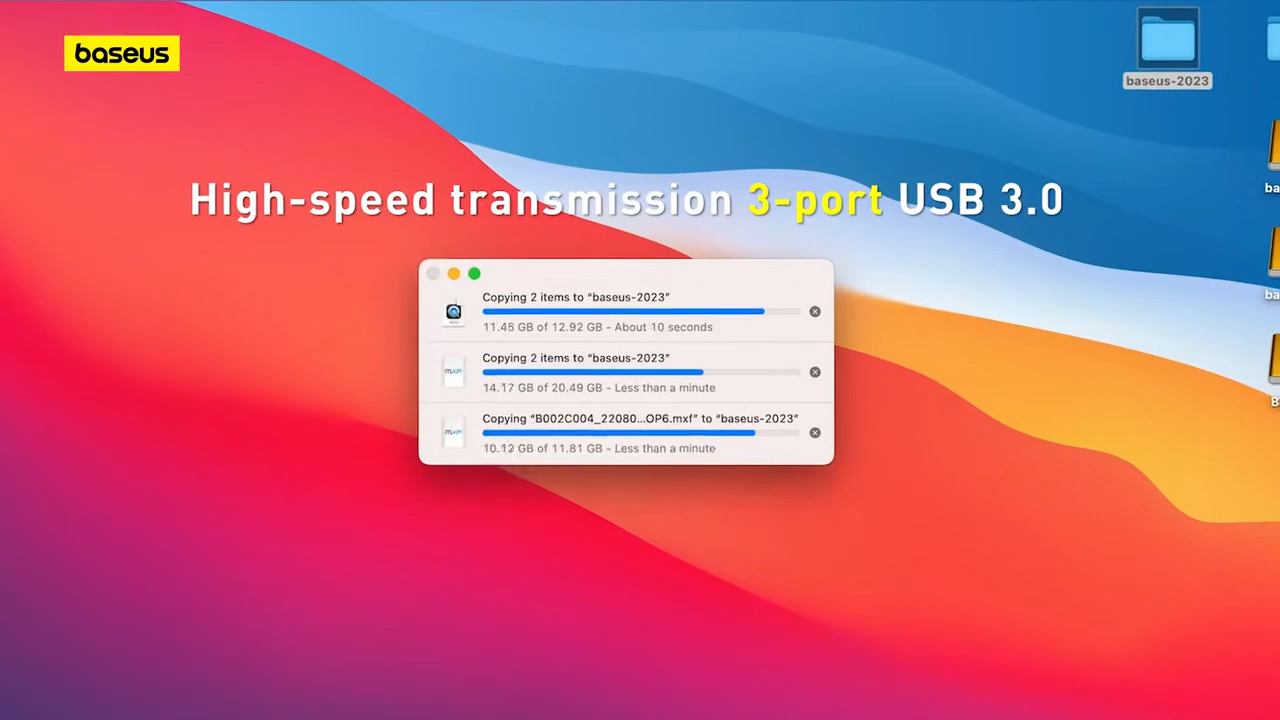 baseus
baseus-2023
High-speed transmission 3-port USB 3.0
Copying 2 items to “baseus-2023”
11.45 GB of 12.92 GB - About 10 seconds
Copying 2 items to “baseus-2023”
14.17 GB of 20.49 GB - Less than a minute
Copying “B002C004_22080...OP6.mxf” to “baseus-2023”
GB of 11.81 GB - Less than a minute
ba
ba